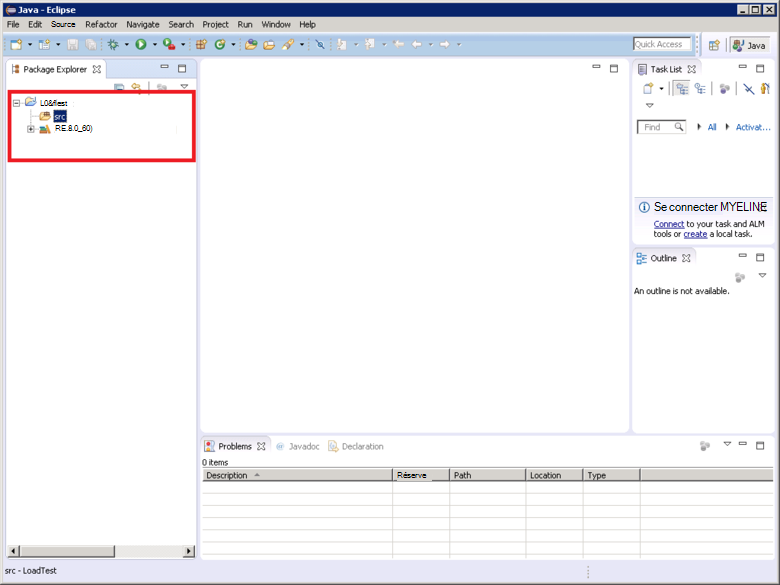 Java - Eclipse
File Edit Source Refactor Navigate Search Project Run Window Help
Quick Access
Java
Package Explorer
L0&flest
src
RE.8.0_60)
Task List
Find
All
Activat...
Se connecter MYELINE
Connect to your task and ALM
tools or create a local task.
Outline
An outline is not available.
Problems Javadoc Declaration
0 items
Description Réserve Path Location Type
src - LoadTest